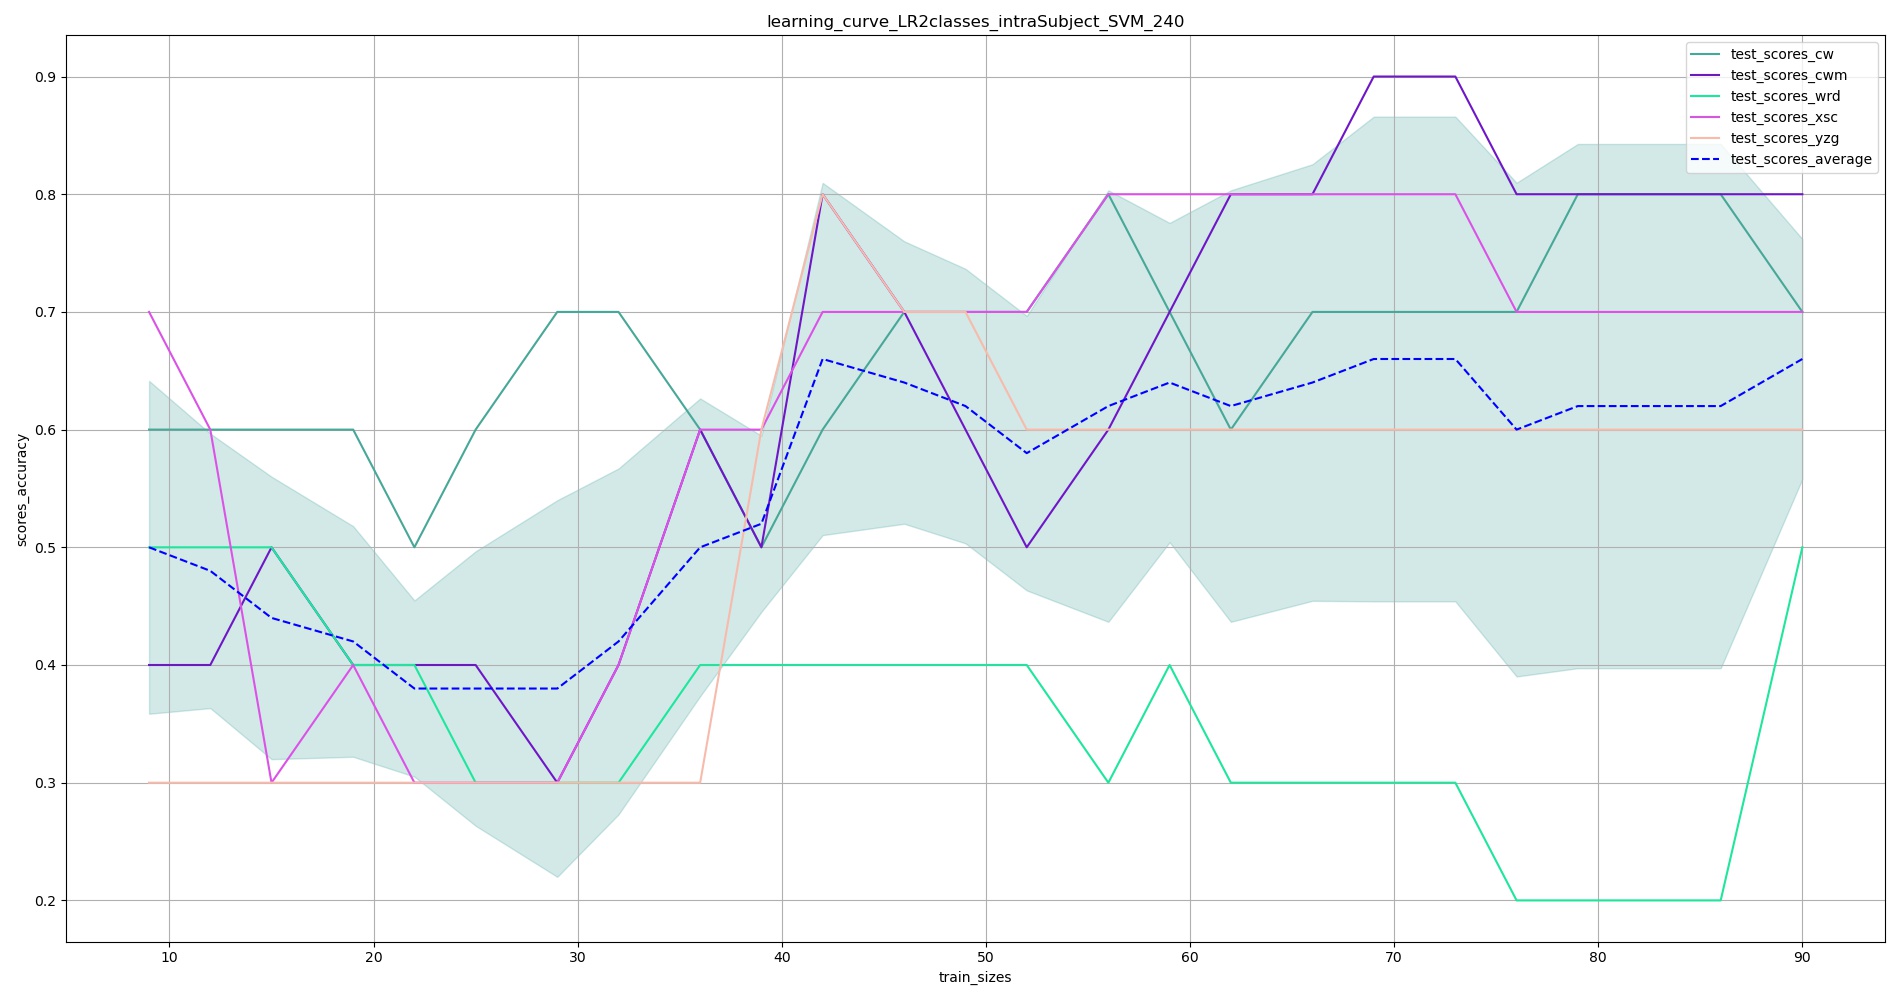 learning_curve_LR2classes_intraSubject_SVM_240
test_scores_cw
test_scores_cwm
test_scores_wrd
test_scores_xsc
test_scores_yzg
test_scores_average
scores_accuracy
0.9
0.8
0.7
0.6
0.5
0.4
0.3
0.2
10 20 30 40 50 60 70 80 90
train_sizes